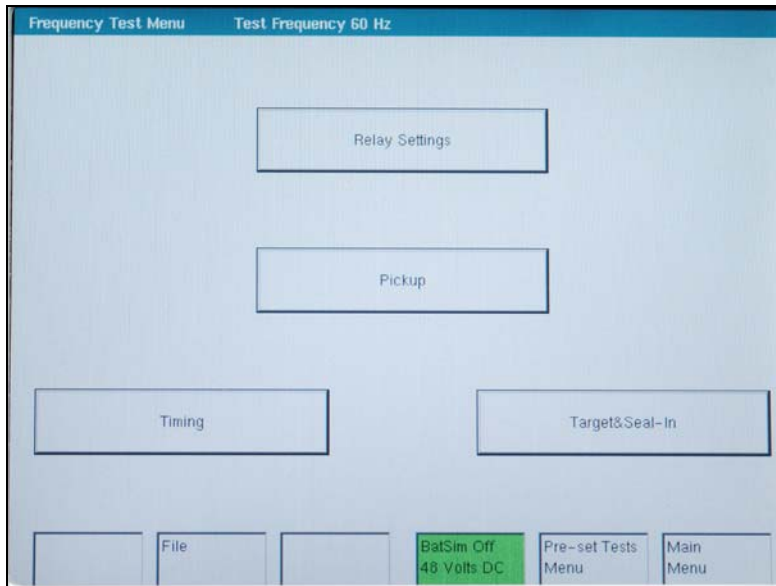 Frequency Test Menu Test Frequency 60 Hz
Relay Settings
Pickup
Timing
Target&Seal-In
File
BatSim Off
48 Volts DC
Pre-set Tests
Menu
Main
Menu